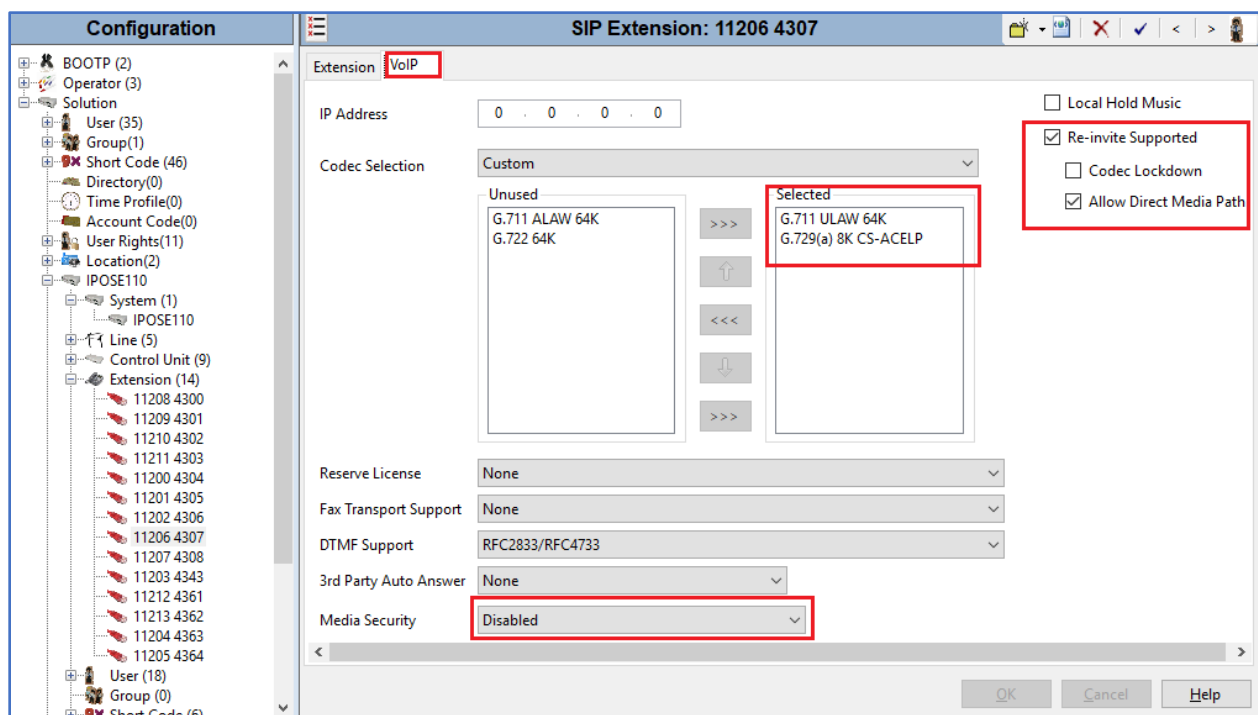 Configuration
BOOTP (2)
Operator (3)
Solution
User (35)
Group(1)
Short Code (46)
Directory(0)
Time Profile(0)
Account Code(0)
User Rights(11)
Location(2)
IPOSE110
System (1)
IPOSE110
Line (5)
Control Unit (9)
Extension (14)
11208 4300
11209 4301
11210 4302
11211 4303
11200 4304
11201 4305
11202 4306
11206 4307
11207 4308
11203 4343
11212 4361
11213 4362
11204 4363
11205 4364
User (18)
Group (0)
Short Code (6)
SIP Extension: 11206 4307
Extension VoIP
IP Address 0 . 0 . 0 . 0
Codec Selection Custom
Unused
G.711 ALAW 64K
G.722 64K
>>>
<<<
>>>
Selected
G.711 ULAW 64K
G.729(a) 8K CS-ACELP
Local Hold Music
Re-invite Supported
Codec Lockdown
Allow Direct Media Path
Reserve License None
Fax Transport Support None
DTMF Support RFC2833/RFC4733
3rd Party Auto Answer None
Media Security Disabled
OK Cancel Help